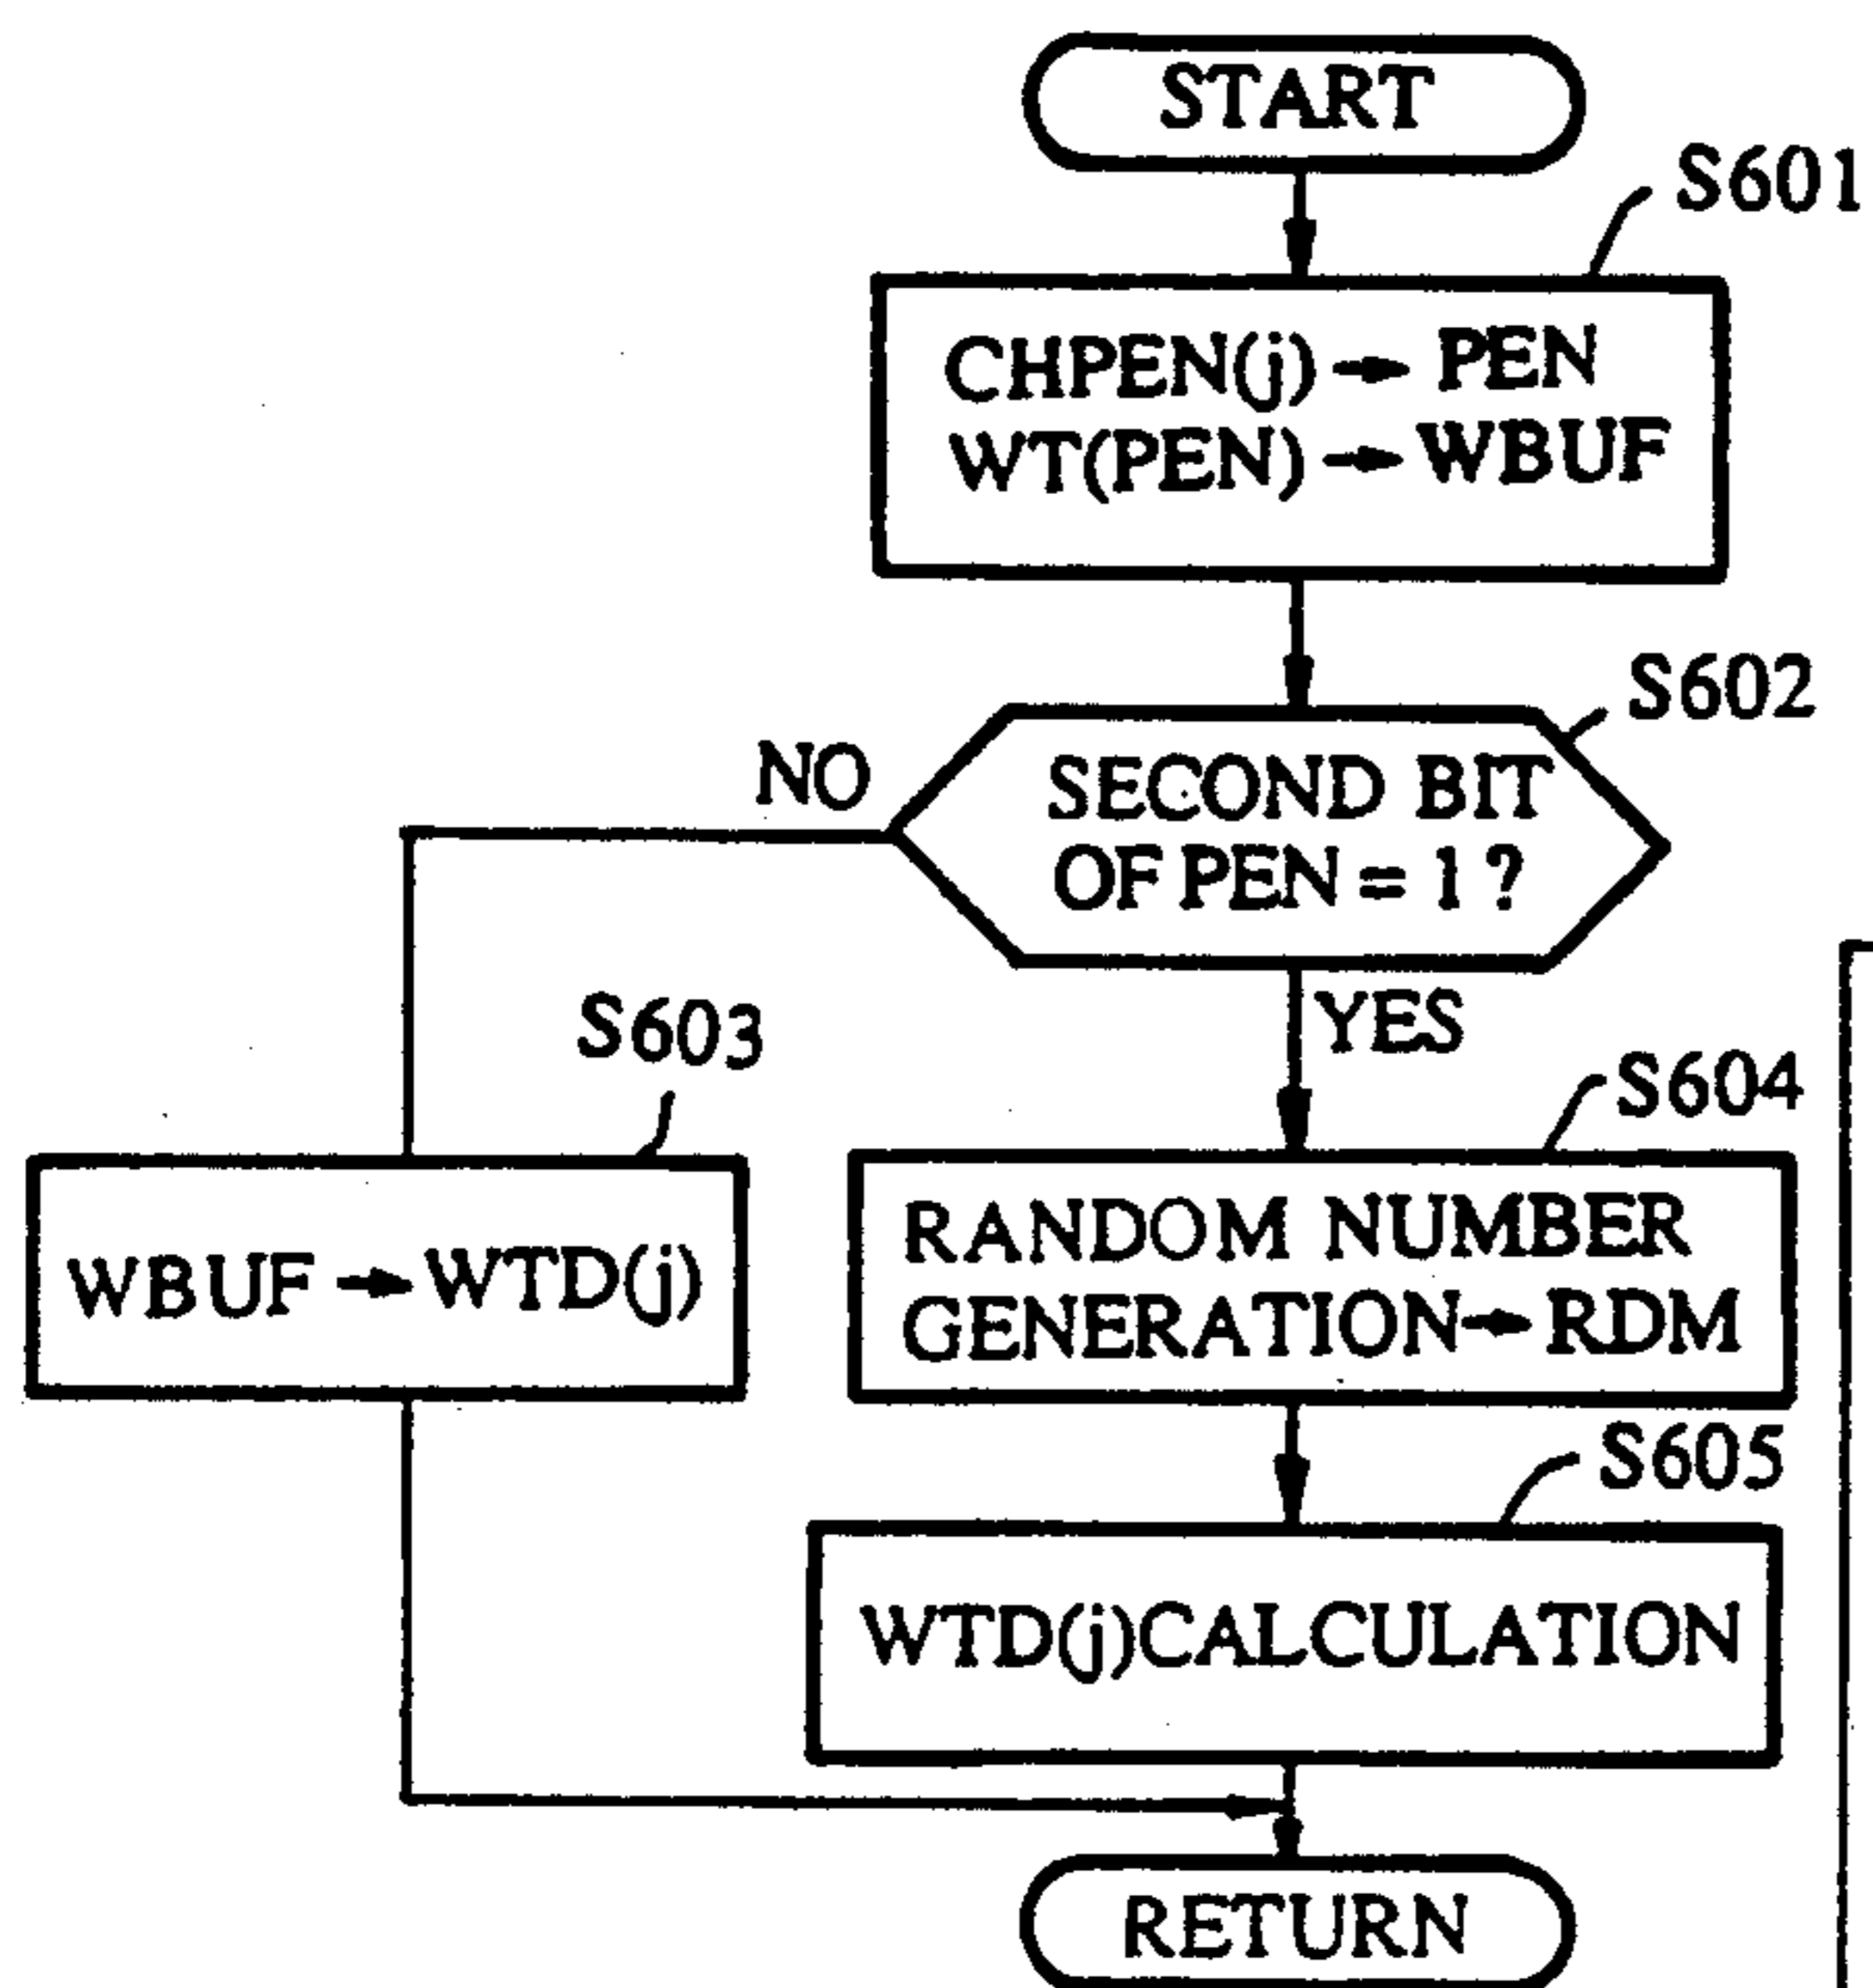 START
S601
CHPEN(j) → PEN
WT(PEN) → WBUF
S602
NO
SECOND BIT
OF PEN = 1 ?
YES
S603
S604
WBUF → WTD(j)
RANDOM NUMBER
GENERATION → RDM
S605
WTD(j)CALCULATION
RETURN